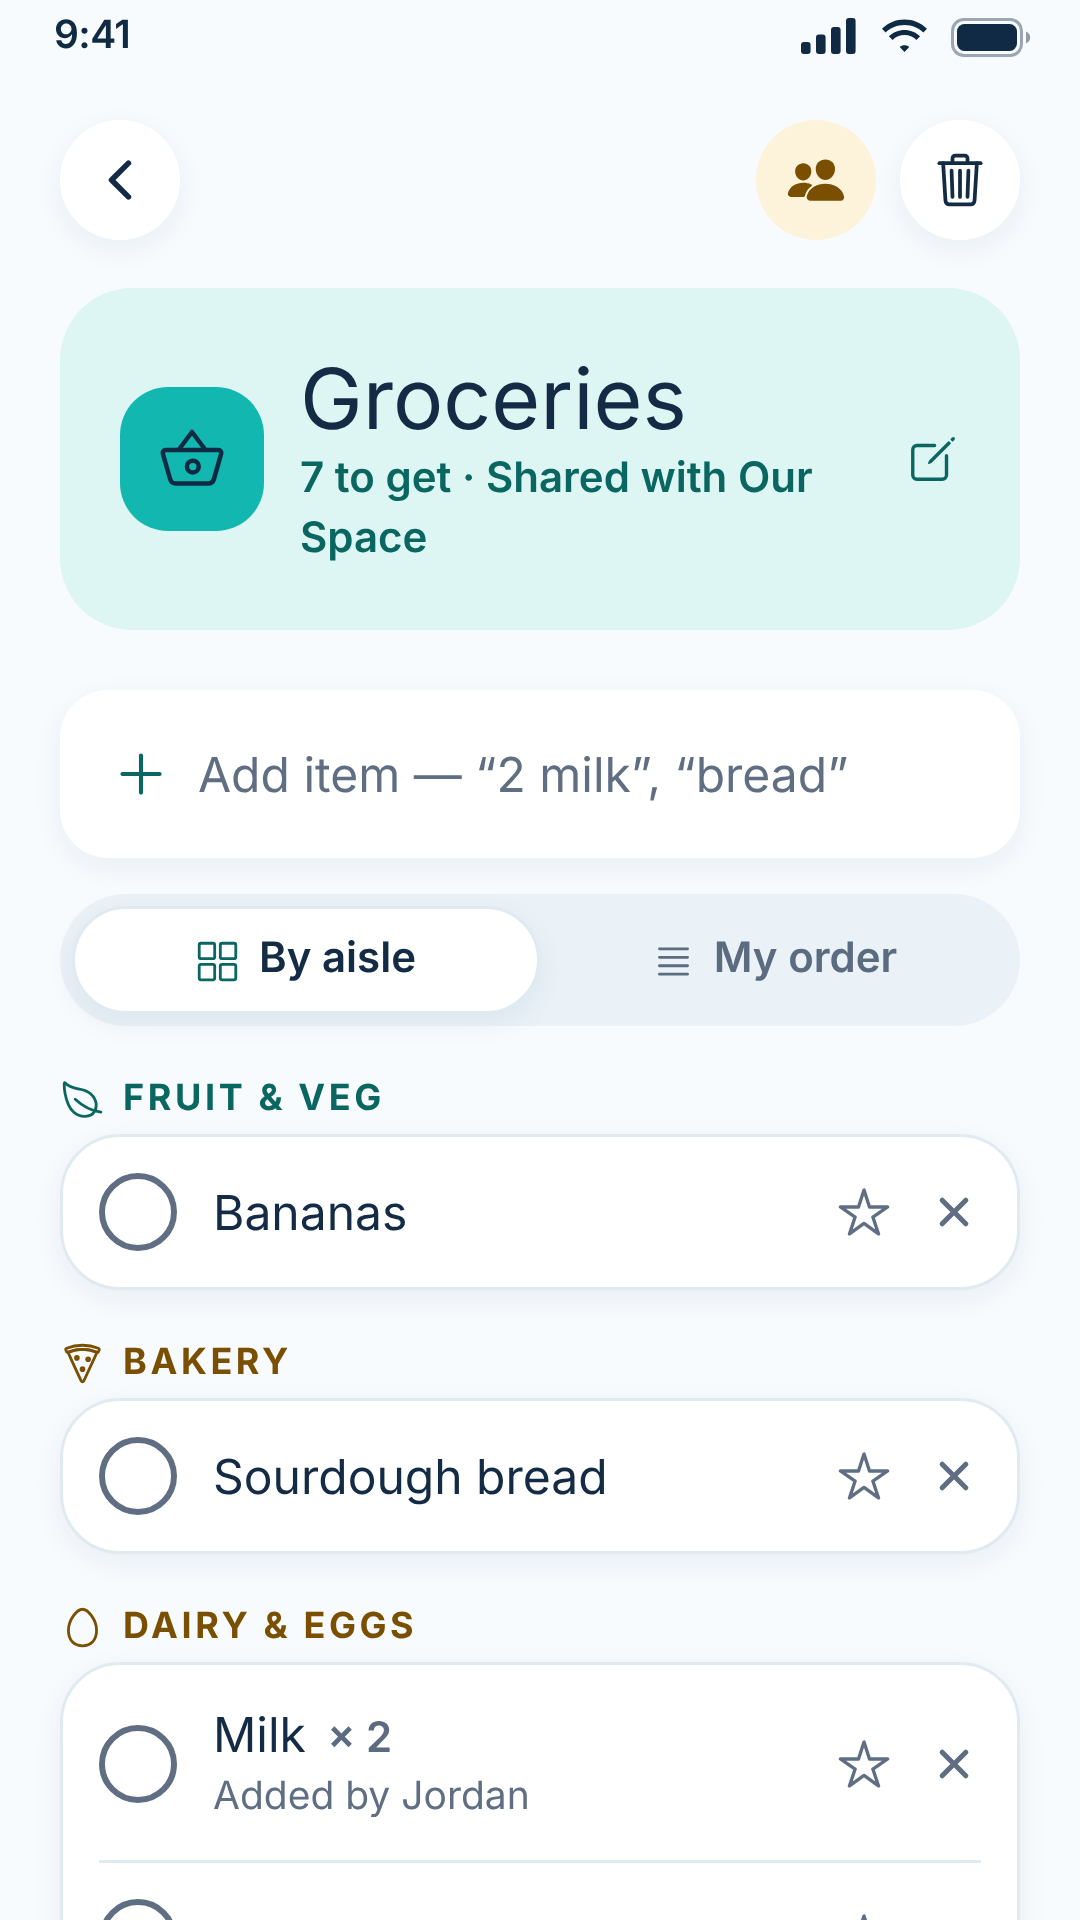 9:41
Groceries
7 to get · Shared with Our
Space
Add item — “2 milk”, “bread”
By aisle
My order
FRUIT & VEG
Bananas
BAKERY
Sourdough bread
DAIRY & EGGS
Milk × 2
Added by Jordan